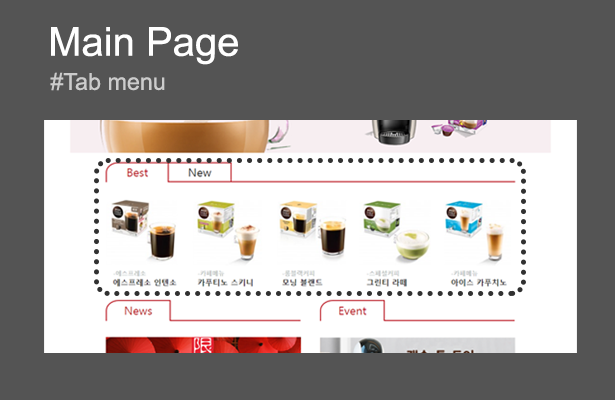 Main Page
#Tab menu
Best
New
-에스프레소
-카페메뉴
-롱블랙커피
-스페셜커피
-카페메뉴
에스프레소 인텐소
카푸티노 스키니
모닝 블렌드
그린티 라떼
아이스 카푸치노
News
Event
限